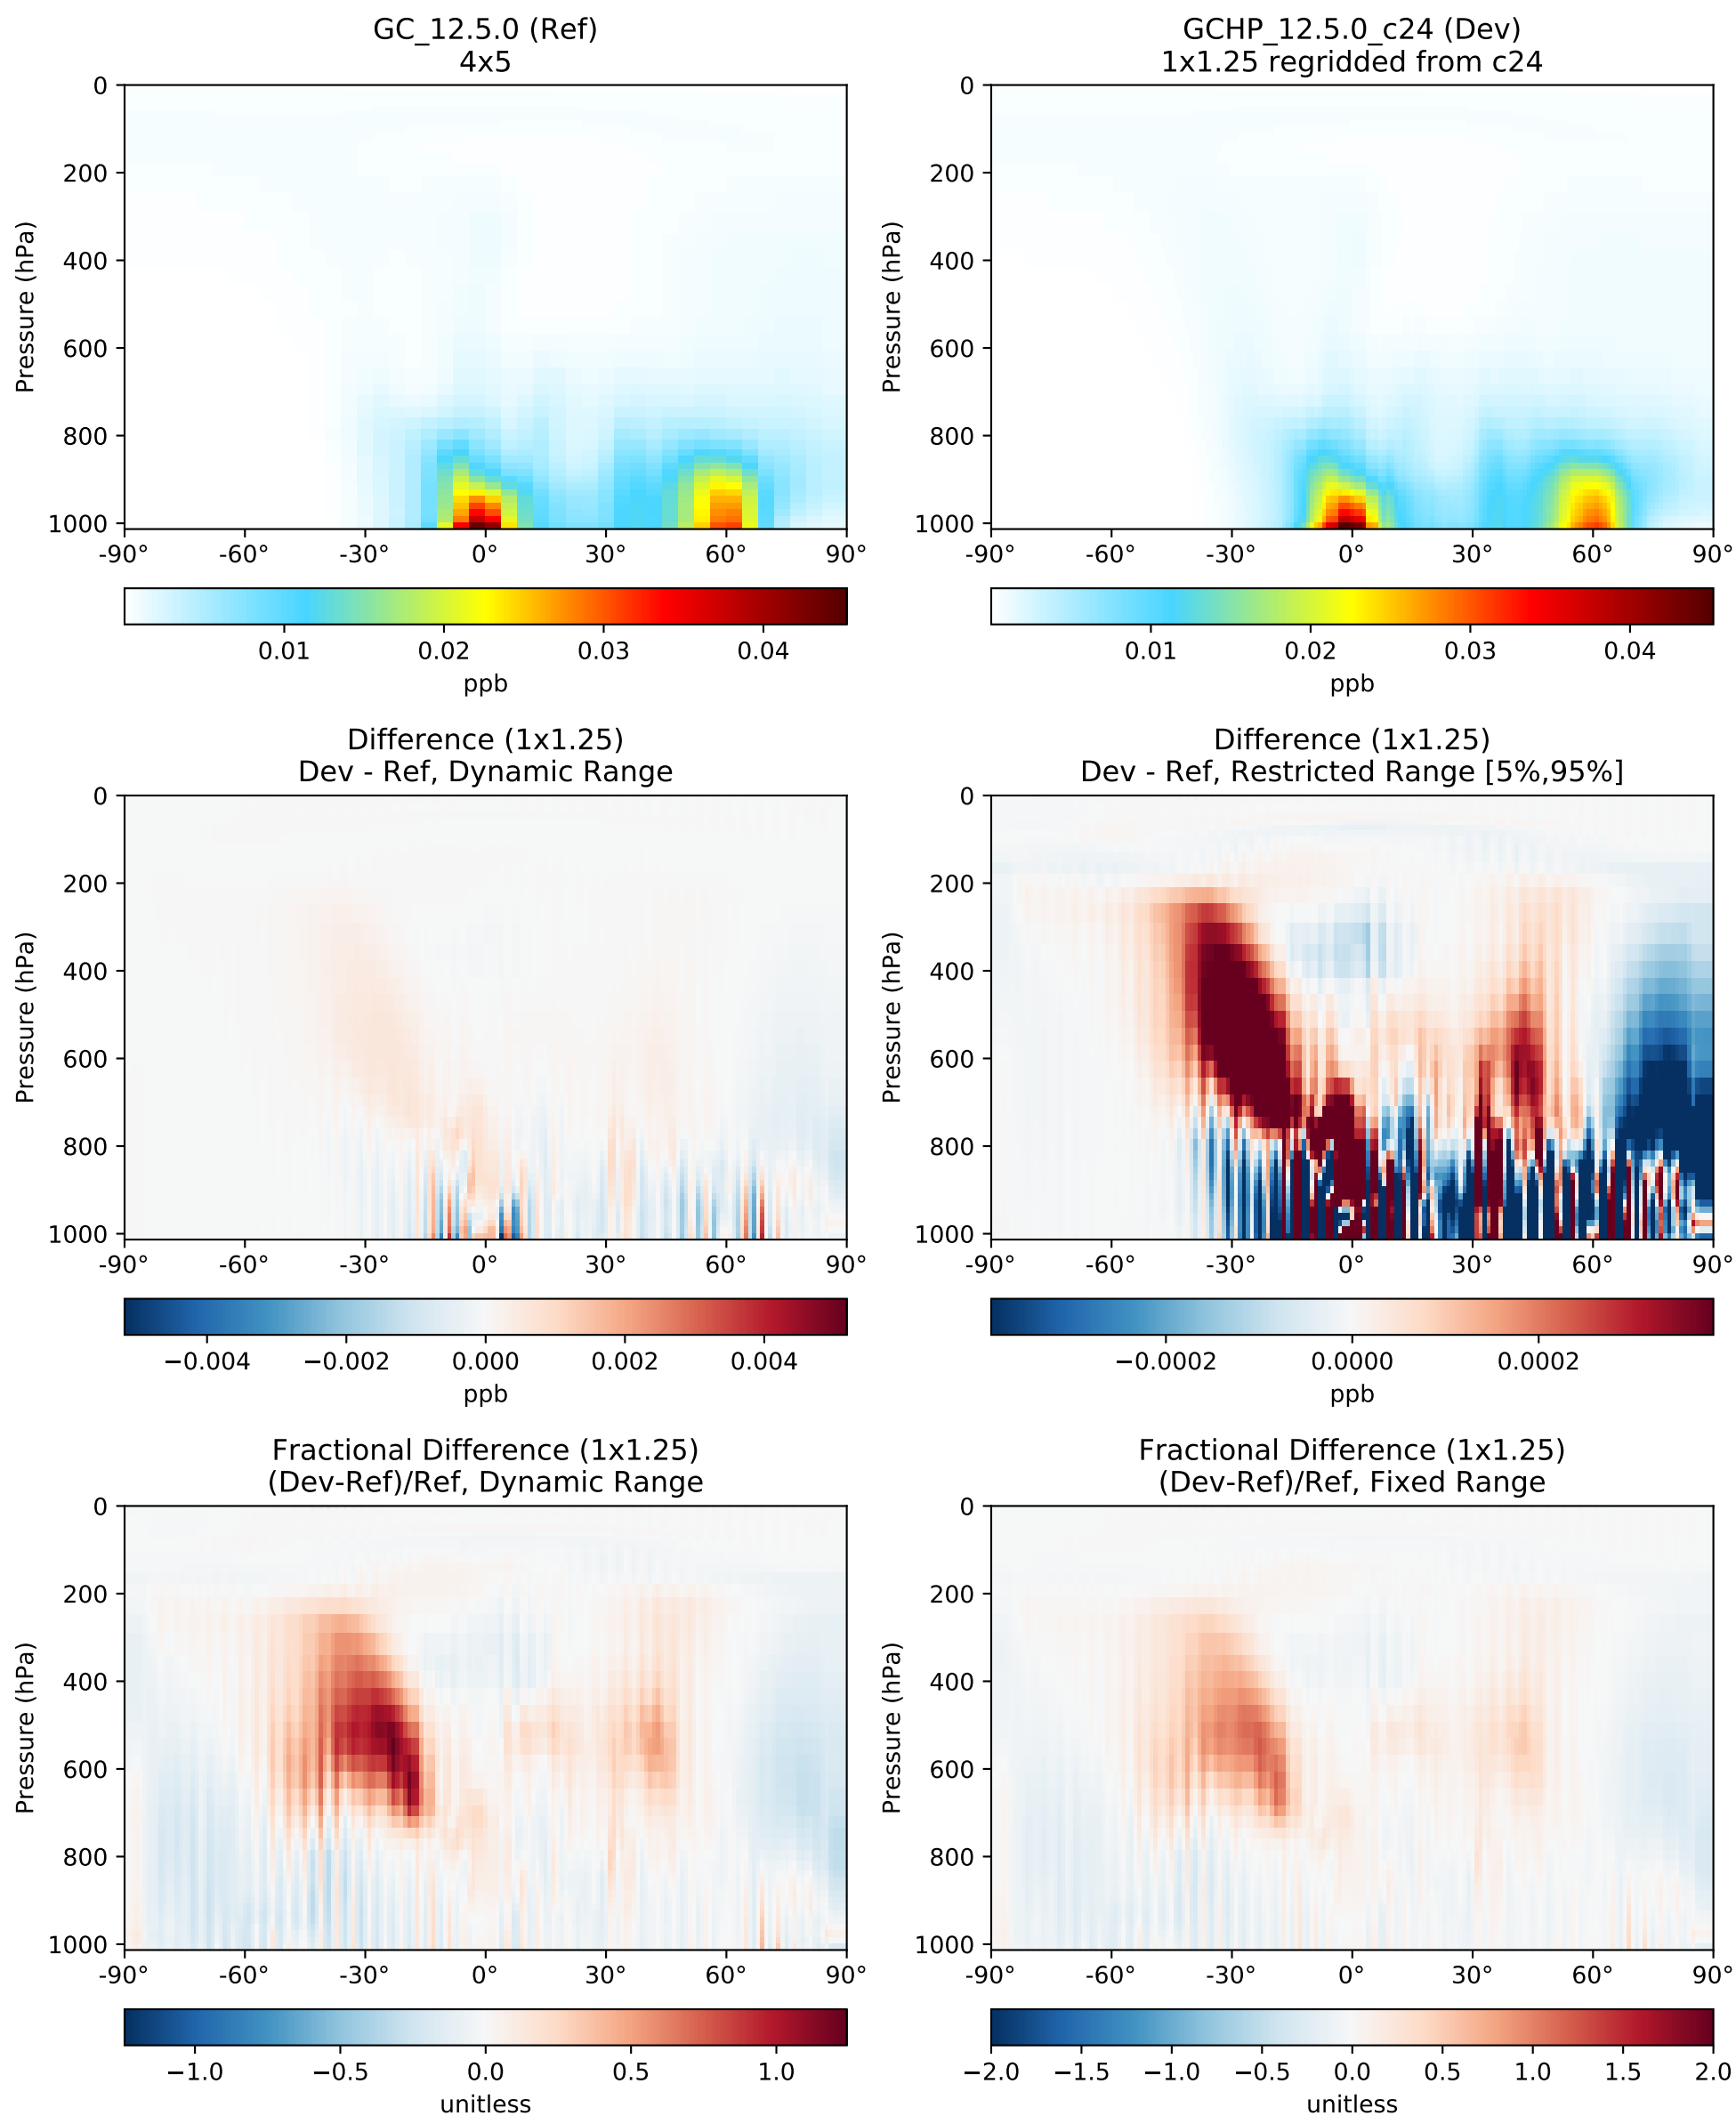 GC_12.5.0 (Ref)
4x5
GCHP_12.5.0_c24 (Dev)
1x1.25 regridded from c24
Pressure (hPa)
0
200
400
600
800
1000
-90° -60° -30° 0° 30° 60° 90°
0.01 0.02 0.03 0.04
ppb
Pressure (hPa)
0
200
400
600
800
1000
-90° -60° -30° 0° 30° 60° 90°
0.01 0.02 0.03 0.04
ppb
Difference (1x1.25)
Dev - Ref, Dynamic Range
Difference (1x1.25)
Dev - Ref, Restricted Range [5%,95%]
Pressure (hPa)
0
200
400
600
800
1000
-90° -60° -30° 0° 30° 60° 90°
−0.004 −0.002 0.000 0.002 0.004
ppb
Pressure (hPa)
0
200
400
600
800
1000
-90° -60° -30° 0° 30° 60° 90°
−0.0002 0.0000 0.0002
ppb
Fractional Difference (1x1.25)
(Dev-Ref)/Ref, Dynamic Range
Fractional Difference (1x1.25)
(Dev-Ref)/Ref, Fixed Range
Pressure (hPa)
0
200
400
600
800
1000
-90° -60° -30° 0° 30° 60° 90°
−1.0 −0.5 0.0 0.5 1.0
unitless
Pressure (hPa)
0
200
400
600
800
1000
-90° -60° -30° 0° 30° 60° 90°
−2.0 −1.5 −1.0 −0.5 0.0 0.5 1.0 1.5 2.0
unitless